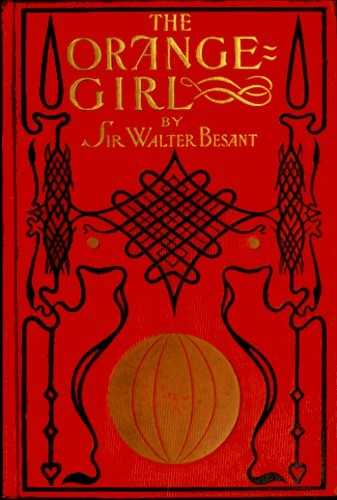 THE
ORANGE=
GIRL
BY
SIR WALTER BESANT